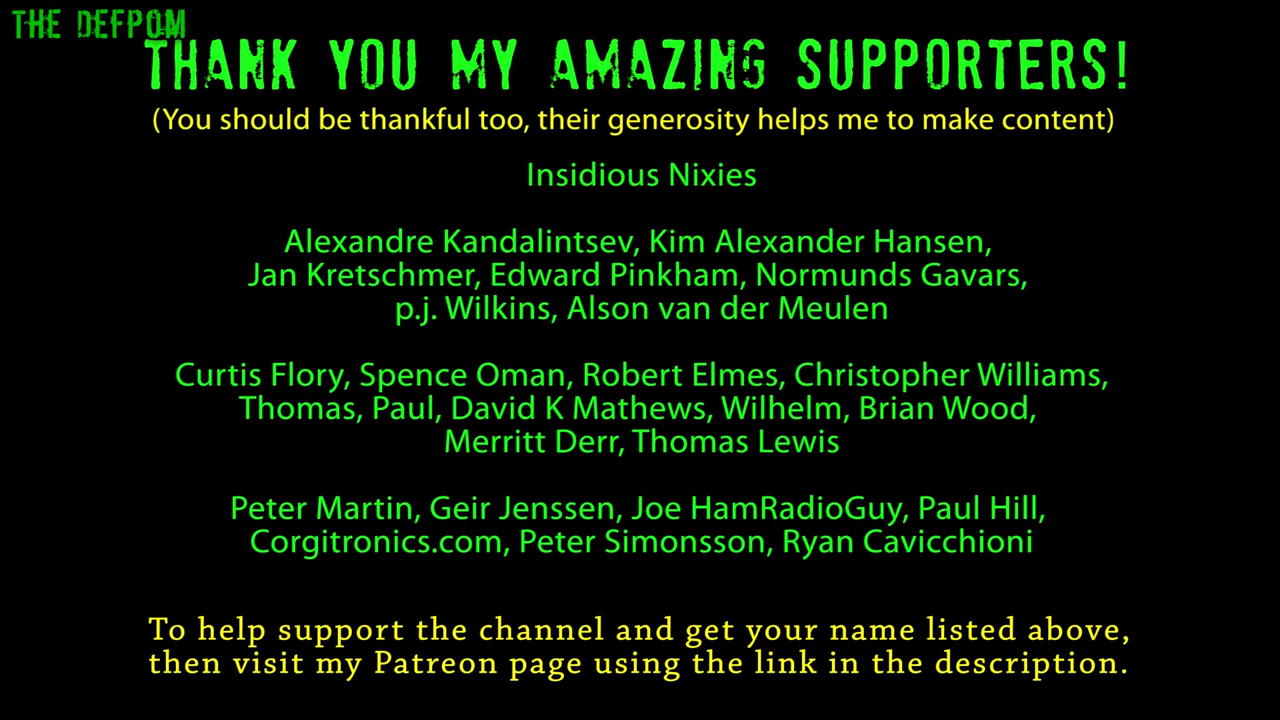 THE DEFPOM
THANK YOU MY AMAZING SUPPORTERS!
(You should be thankful too, their generosity helps me to make content)
Insidious Nixies
Alexandre Kandalintsev, Kim Alexander Hansen,
Jan Kretschmer, Edward Pinkham, Normunds Gavars,
p.j. Wilkins, Alson van der Meulen
Curtis Flory, Spence Oman, Robert Elmes, Christopher Williams,
Thomas, Paul, David K Mathews, Wilhelm, Brian Wood,
Merritt Derr, Thomas Lewis
Peter Martin, Geir Jenssen, Joe HamRadioGuy, Paul Hill,
Corgitronics.com, Peter Simonsson, Ryan Cavicchioni
To help support the channel and get your name listed above,
then visit my Patreon page using the link in the description.